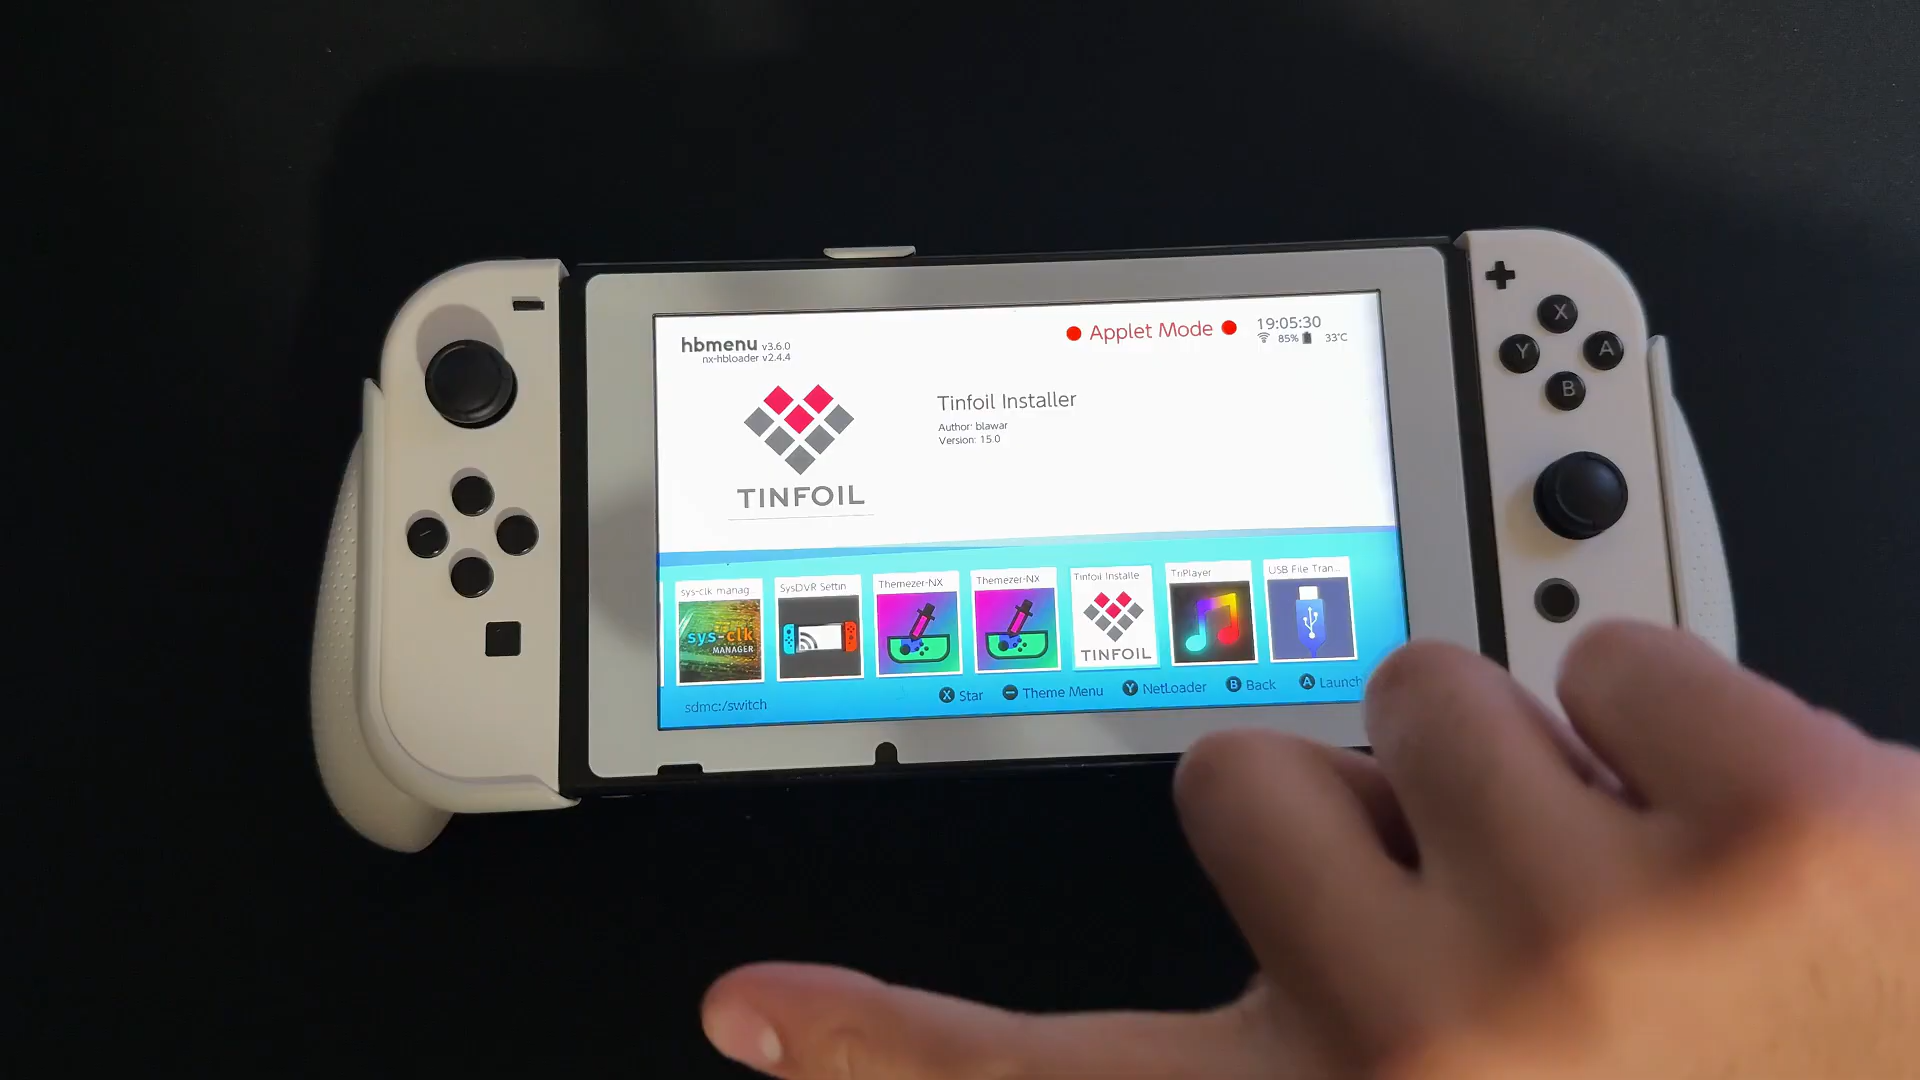 hbmenu v3.6.0
nx-hbloader v2.4.4
Applet Mode
19:05:30
85% 33°C
TINFOIL
Tinfoil Installer
Author: blawar
Version: 15.0
sys-clk manag
SysDVR Settin
Themezer-NX
Themezer-NX
Tinfoil Installe
TriPlayer
USB File Tran...
sys-clk
MANAGER
TINFOIL
sdmc:/switch
X Star
Theme Menu
Y NetLoader
B Back
A Launch
X
Y
A
B